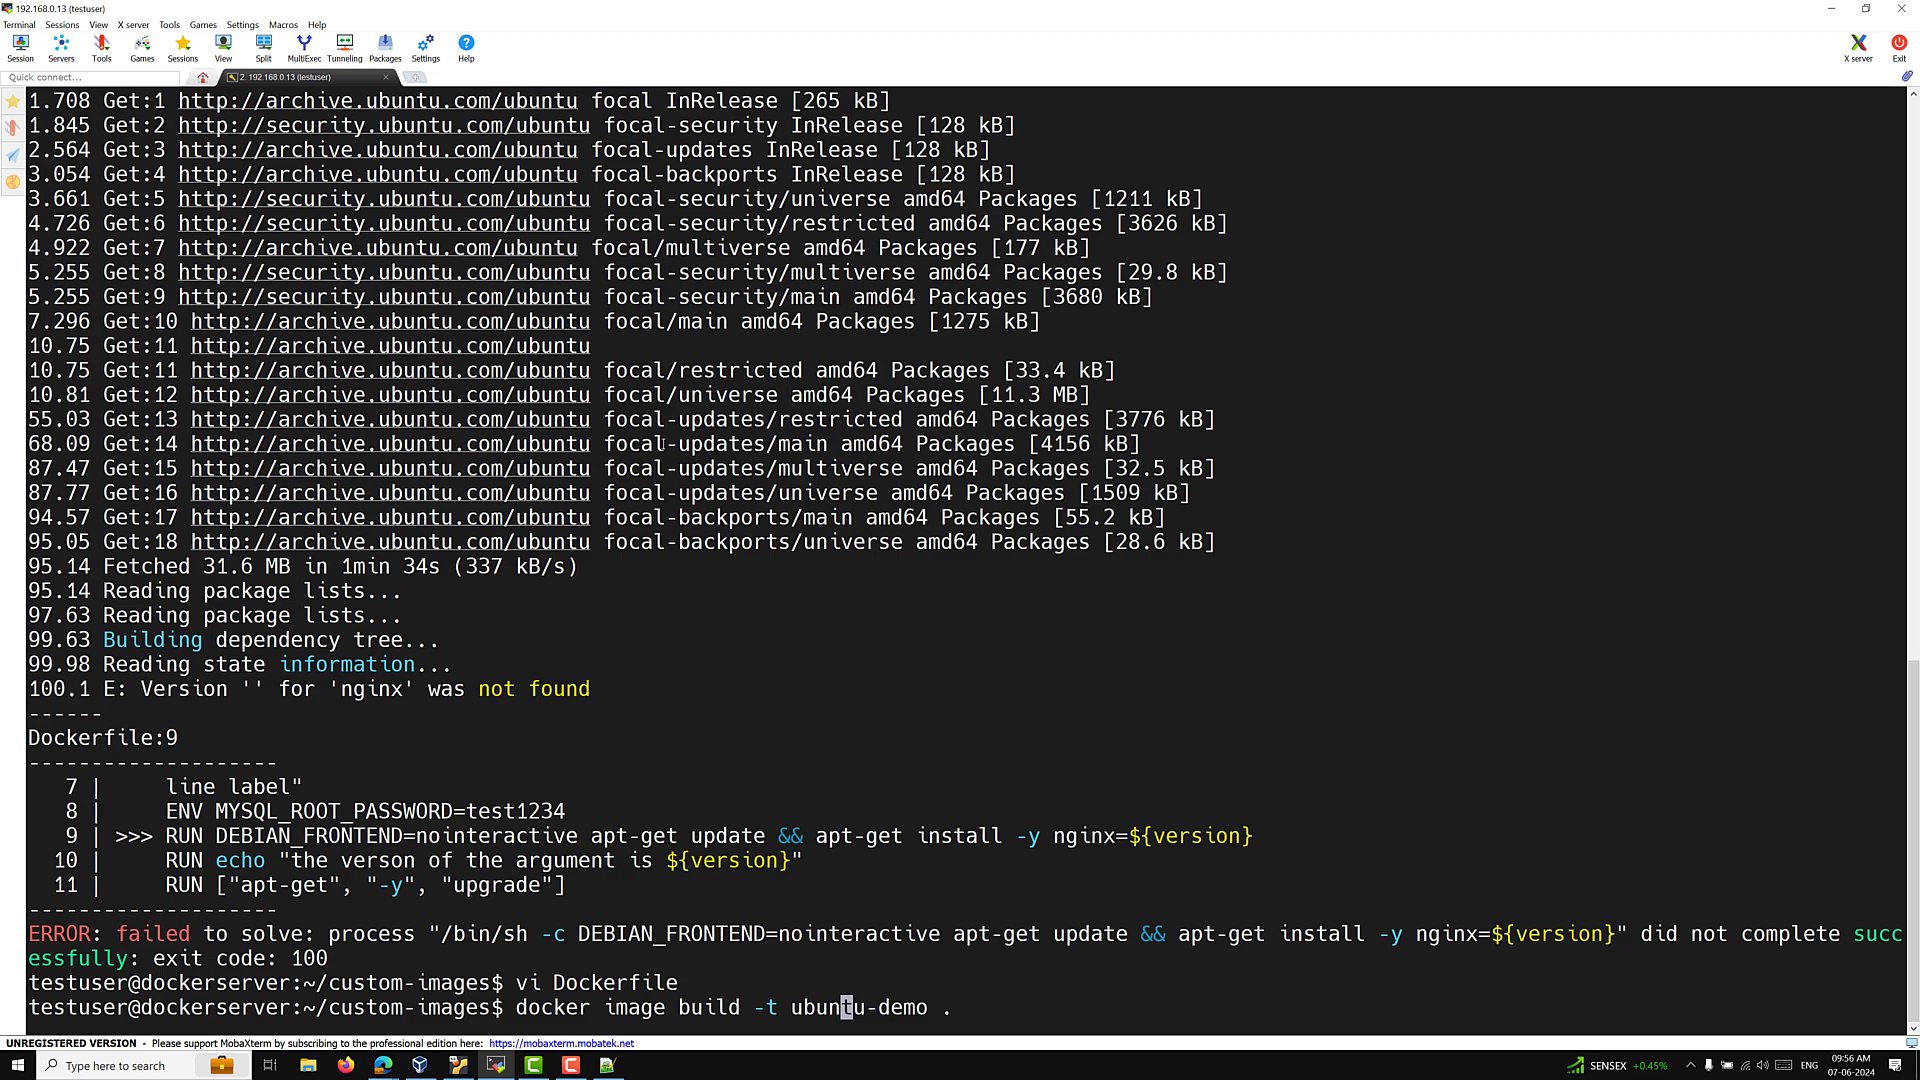 192.168.0.13 (testuser)
Terminal Sessions View X server Tools Games Settings Macros Help
Session Servers Tools Games Sessions View Split MultiExec Tunneling Packages Settings Help X server Exit
Quick connect... 2. 192.168.0.13 (testuser)
1.708 Get:1 http://archive.ubuntu.com/ubuntu focal InRelease [265 kB]
1.845 Get:2 http://security.ubuntu.com/ubuntu focal-security InRelease [128 kB]
2.564 Get:3 http://archive.ubuntu.com/ubuntu focal-updates InRelease [128 kB]
3.054 Get:4 http://archive.ubuntu.com/ubuntu focal-backports InRelease [128 kB]
3.661 Get:5 http://security.ubuntu.com/ubuntu focal-security/universe amd64 Packages [1211 kB]
4.726 Get:6 http://security.ubuntu.com/ubuntu focal-security/restricted amd64 Packages [3626 kB]
4.922 Get:7 http://archive.ubuntu.com/ubuntu focal/multiverse amd64 Packages [177 kB]
5.255 Get:8 http://security.ubuntu.com/ubuntu focal-security/multiverse amd64 Packages [29.8 kB]
5.255 Get:9 http://security.ubuntu.com/ubuntu focal-security/main amd64 Packages [3680 kB]
7.296 Get:10 http://archive.ubuntu.com/ubuntu focal/main amd64 Packages [1275 kB]
10.75 Get:11 http://archive.ubuntu.com/ubuntu
10.75 Get:11 http://archive.ubuntu.com/ubuntu focal/restricted amd64 Packages [33.4 kB]
10.81 Get:12 http://archive.ubuntu.com/ubuntu focal/universe amd64 Packages [11.3 MB]
55.03 Get:13 http://archive.ubuntu.com/ubuntu focal-updates/restricted amd64 Packages [3776 kB]
68.09 Get:14 http://archive.ubuntu.com/ubuntu focal-updates/main amd64 Packages [4156 kB]
87.47 Get:15 http://archive.ubuntu.com/ubuntu focal-updates/multiverse amd64 Packages [32.5 kB]
87.77 Get:16 http://archive.ubuntu.com/ubuntu focal-updates/universe amd64 Packages [1509 kB]
94.57 Get:17 http://archive.ubuntu.com/ubuntu focal-backports/main amd64 Packages [55.2 kB]
95.05 Get:18 http://archive.ubuntu.com/ubuntu focal-backports/universe amd64 Packages [28.6 kB]
95.14 Fetched 31.6 MB in 1min 34s (337 kB/s)
95.14 Reading package lists...
97.63 Reading package lists...
99.63 Building dependency tree...
99.98 Reading state information...
100.1 E: Version '' for 'nginx' was not found
------
Dockerfile:9
--------------------
7 | line label"
8 | ENV MYSQL_ROOT_PASSWORD=test1234
9 | >>> RUN DEBIAN_FRONTEND=nointeractive apt-get update && apt-get install -y nginx=${version}
10 | RUN echo "the verson of the argument is ${version}"
11 | RUN ["apt-get", "-y", "upgrade"]
--------------------
ERROR: failed to solve: process "/bin/sh -c DEBIAN_FRONTEND=nointeractive apt-get update && apt-get install -y nginx=${version}" did not complete succ
essfully: exit code: 100
testuser@dockerserver:~/custom-images$ vi Dockerfile
testuser@dockerserver:~/custom-images$ docker image build -t ubuntu-demo .
UNREGISTERED VERSION - Please support MobaXterm by subscribing to the professional edition here: https://mobaxterm.mobatek.net
Type here to search SENSEX +0.45% ENG 09:56 AM
07-06-2024